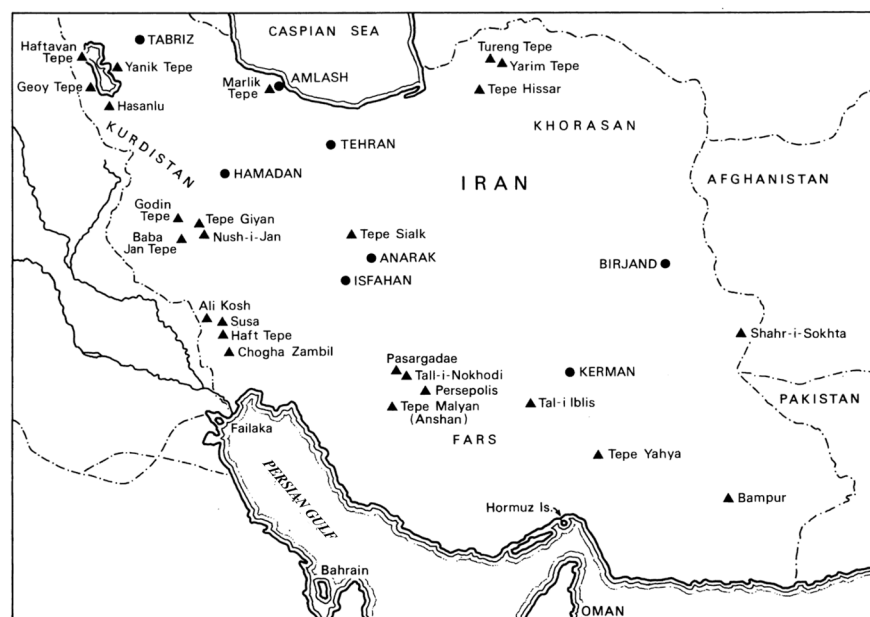 CASPIAN SEA
TABRIZ
Haftavan
Tepe
Yanik Tepe
Geoy Tepe
Hasanlu
Marlik
Tepe
AMLASH
Tureng Tepe
Yarim Tepe
Tepe Hissar
KHORASAN
KURDISTAN
TEHRAN
HAMADAN
IRAN
AFGHANISTAN
Godin
Tepe
Tepe Giyan
Baba
Jan Tepe
Nush-i-Jan
Tepe Sialk
ANARAK
ISFAHAN
BIRJAND
Ali Kosh
Susa
Haft Tepe
Chogha Zambil
Shahr-i-Sokhta
Pasargadae
Tall-i-Nokhodi
Persepolis
Tepe Malyan
(Anshan)
KERMAN
Tal-i Iblis
PAKISTAN
Failaka
FARS
Tepe Yahya
PERSIAN GULF
Bampur
Hormuz Is.
Bahrain
OMAN